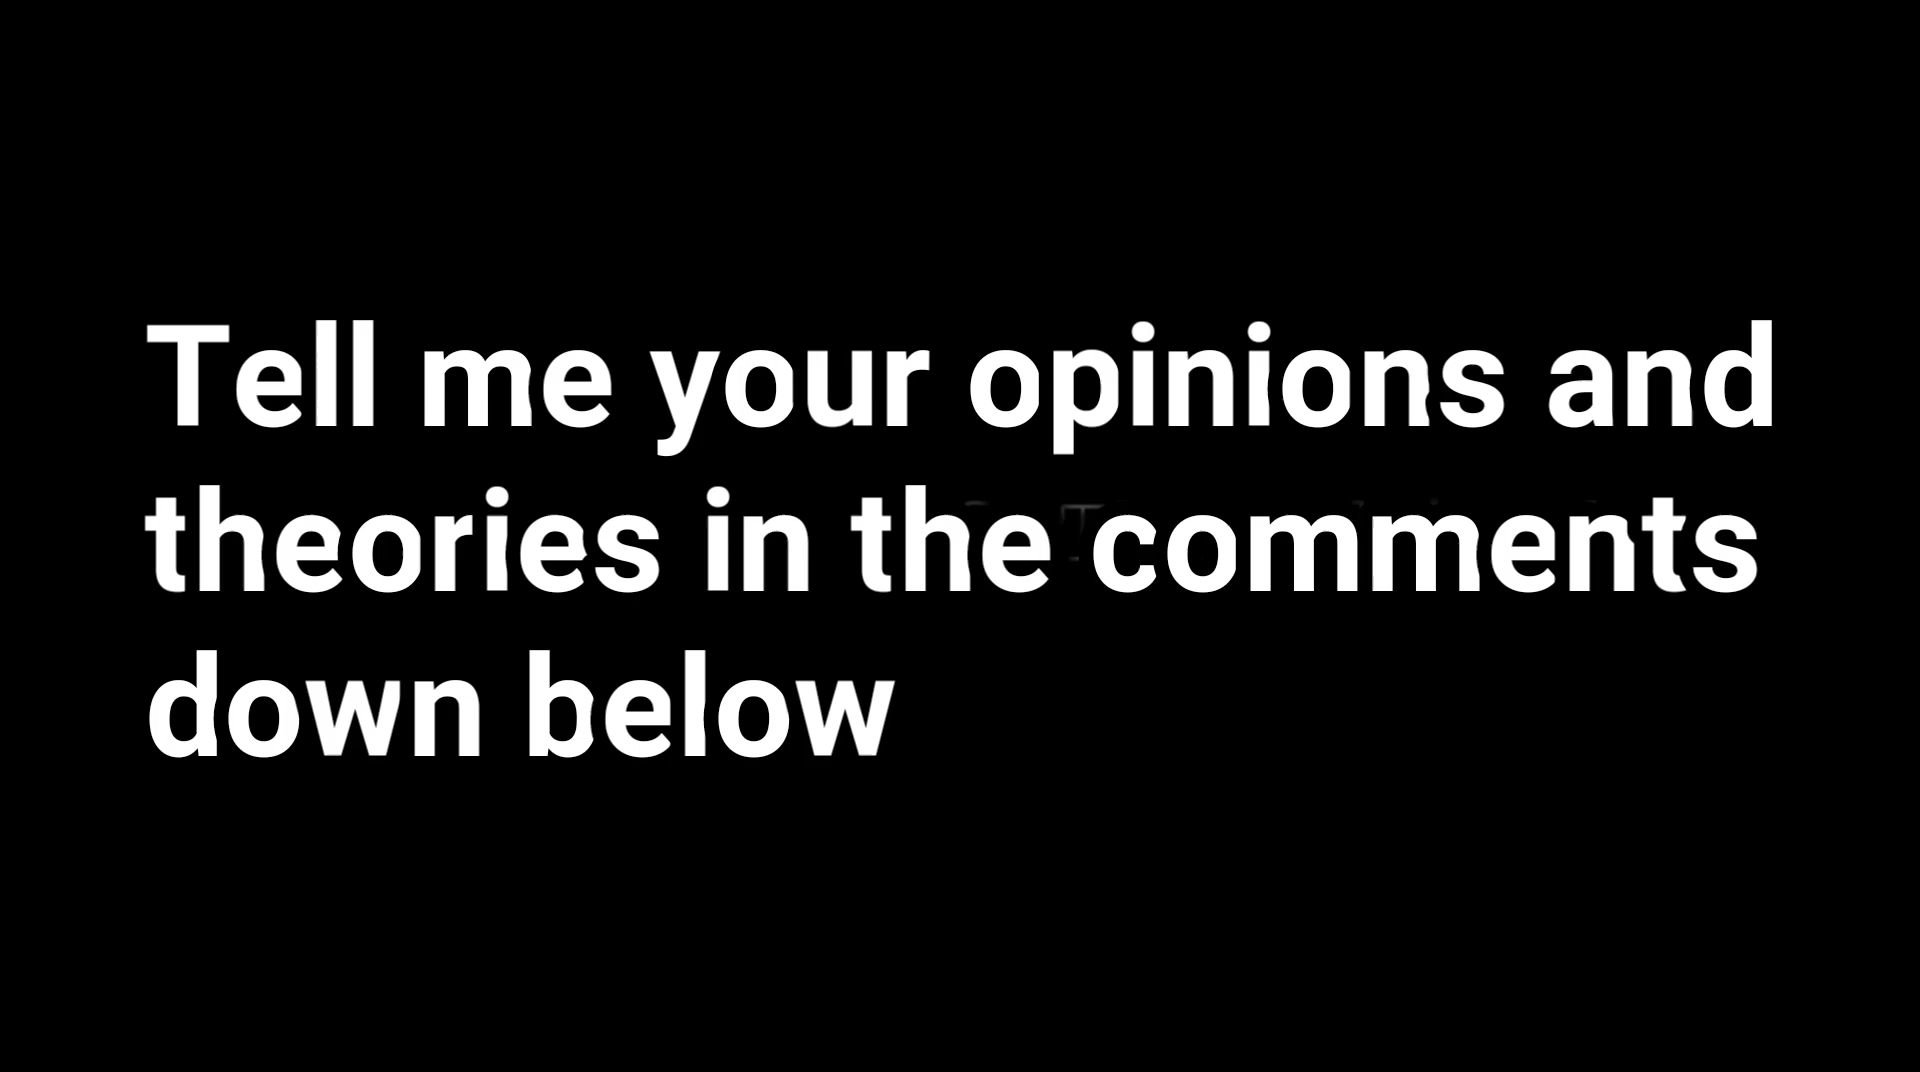 Tell me your opinions and
theories in the comments
down below